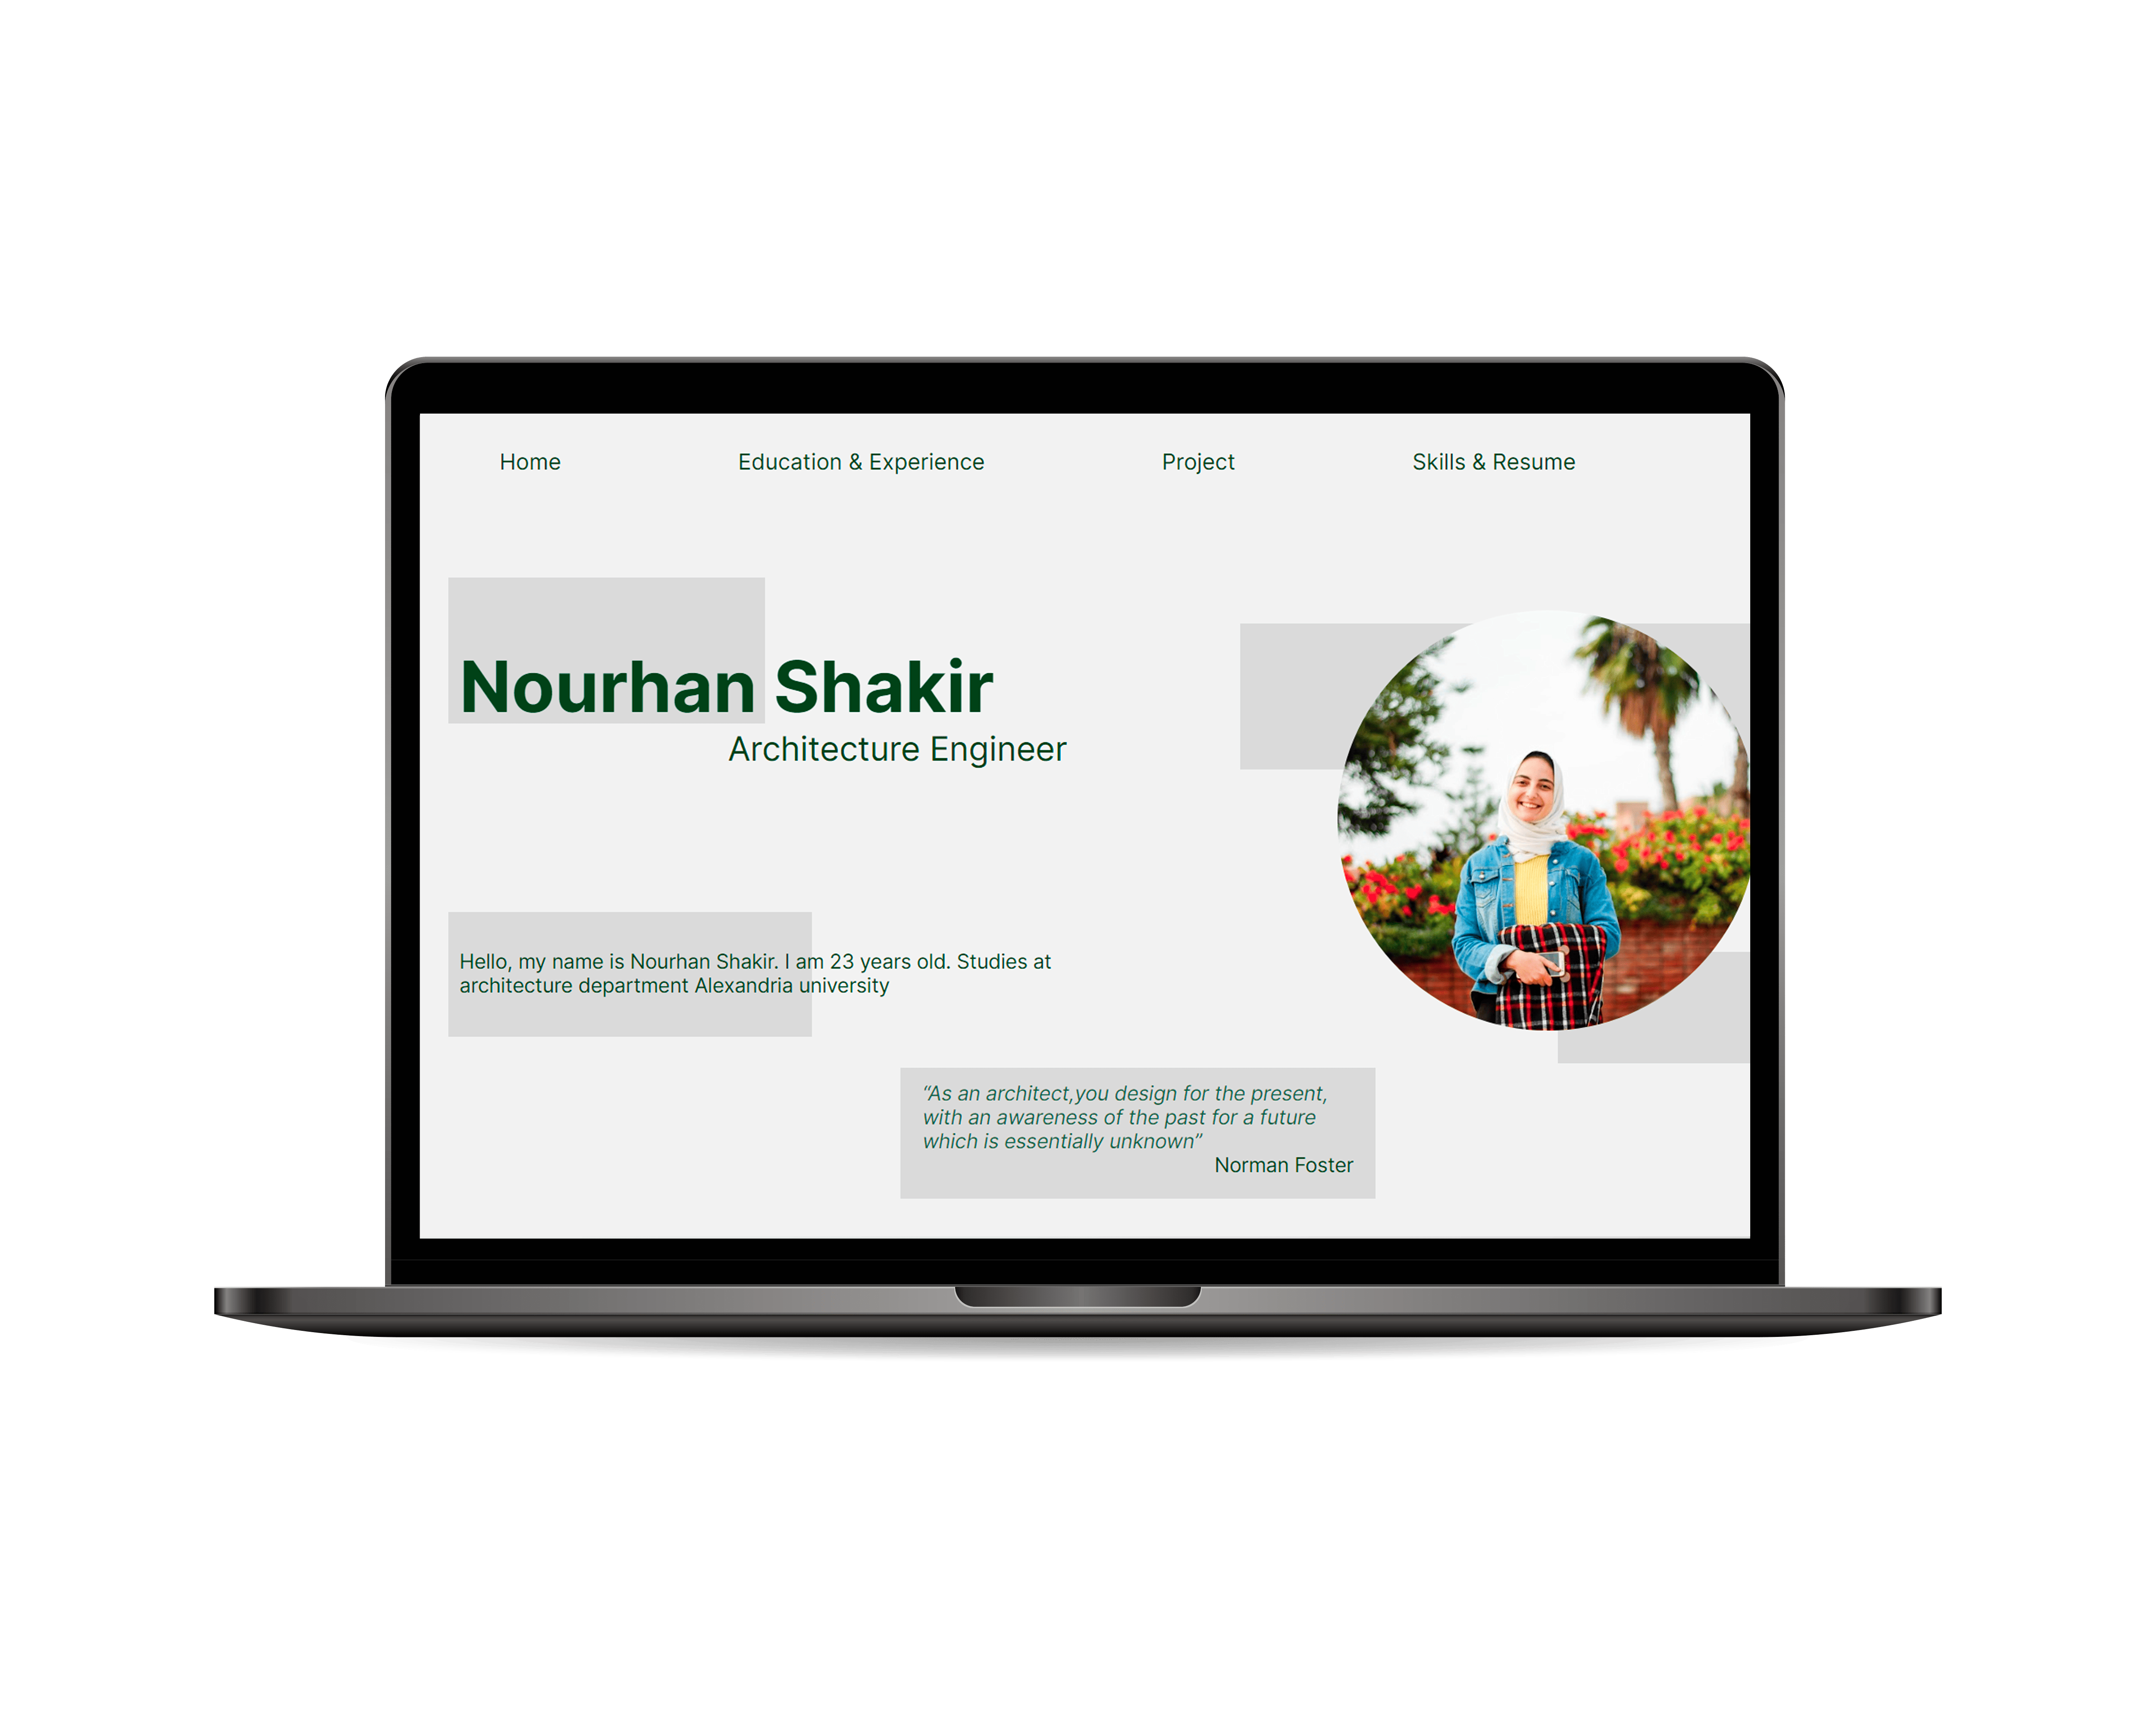 Home Education & Experience Project Skills & Resume
Nourhan Shakir
Architecture Engineer
Hello, my name is Nourhan Shakir. I am 23 years old. Studies at
architecture department Alexandria university
“As an architect,you design for the present,
with an awareness of the past for a future
which is essentially unknown”
Norman Foster